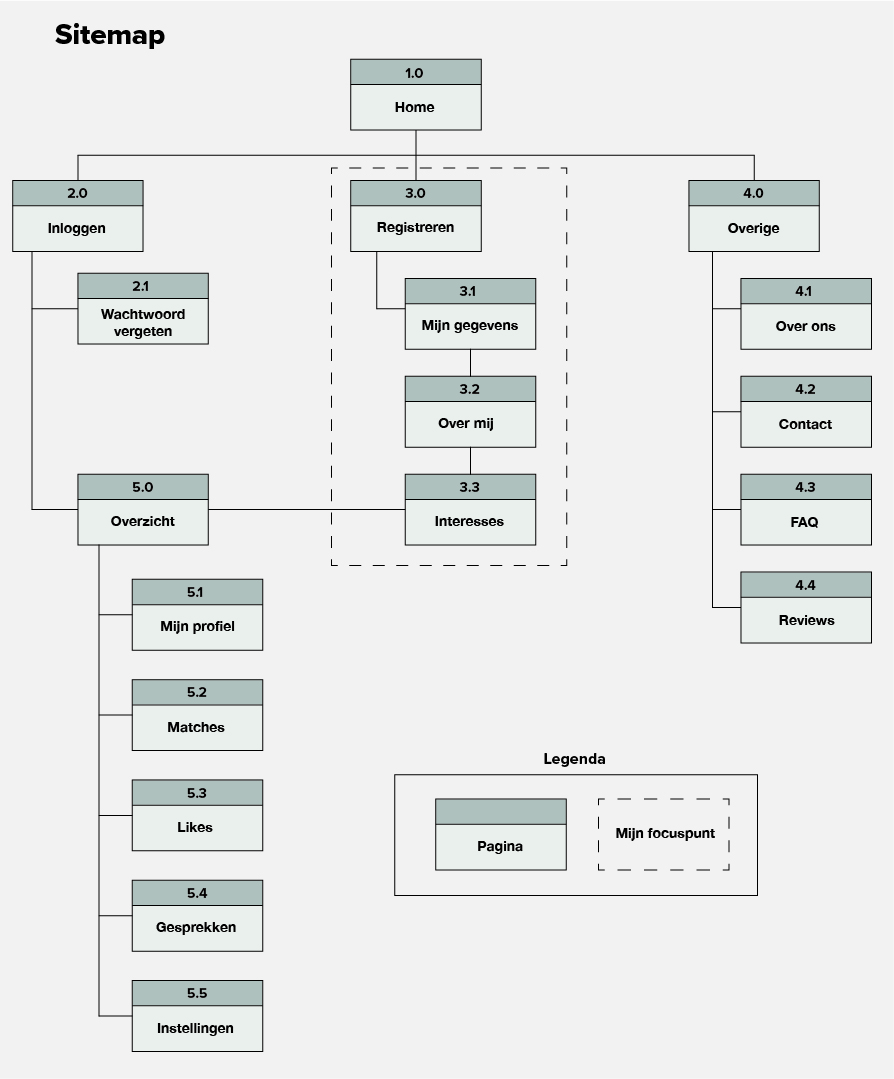 Sitemap
1.0
Home
2.0
Inloggen
3.0
Registreren
4.0
Overige
2.1
Wachtwoord
vergeten
3.1
Mijn gegevens
4.1
Over ons
3.2
Over mij
4.2
Contact
5.0
Overzicht
3.3
Interesses
4.3
FAQ
5.1
Mijn profiel
4.4
Reviews
5.2
Matches
5.3
Likes
5.4
Gesprekken
5.5
Instellingen
Legenda
Pagina
Mijn focuspunt